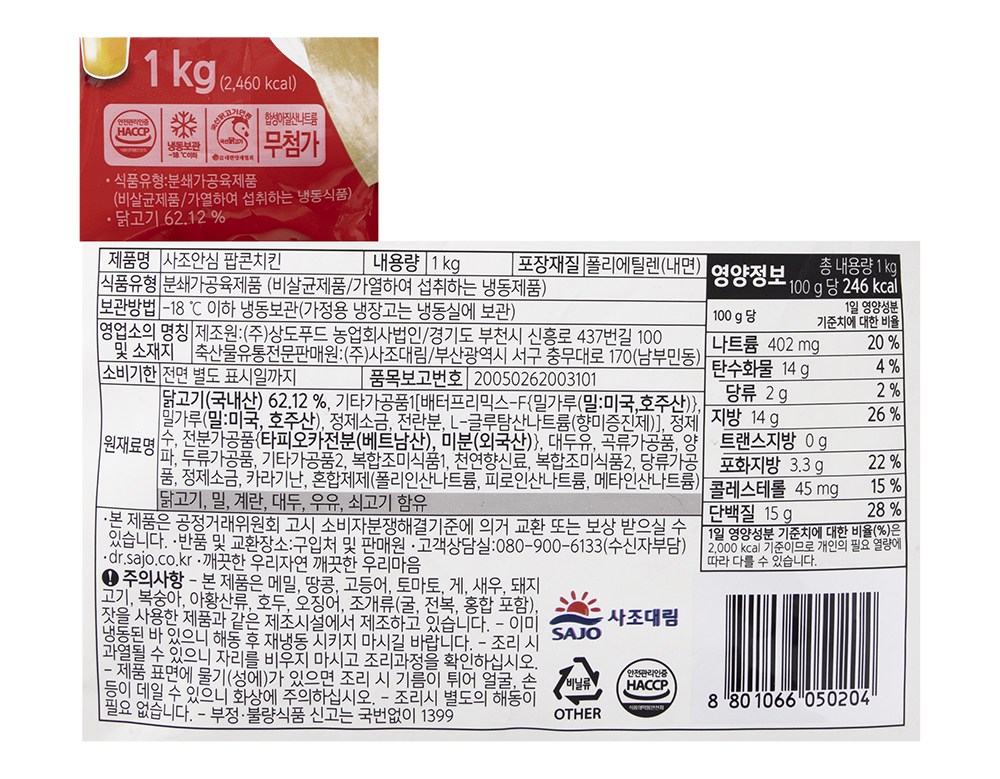 1 kg (2,460 kcal)
안전관리인증
HACCP
냉동보관
-18 ℃이하
국산닭고기
합성아질산나트륨
무첨가
• 식품유형:분쇄가공육제품
(비살균제품/가열하여 섭취하는 냉동식품)
• 닭고기 62.12 %
제품명 사조안심 팝콘치킨 내용량 1 kg 포장재질 폴리에틸렌(내면)
식품유형 분쇄가공육제품 (비살균제품/가열하여 섭취하는 냉동제품)
보관방법 -18 ℃ 이하 냉동보관(가정용 냉장고는 냉동실에 보관)
영업소의 명칭 및 소재지 제조원:(주)상도푸드 농업회사법인/경기도 부천시 신흥로 437번길 100
축산물유통전문판매원:(주)사조대림/부산광역시 서구 충무대로 170(남부민동)
소비기한 전면 별도 표시일까지 품목보고번호 20050262003101
원재료명
닭고기(국내산) 62.12 %, 기타가공품1[배터프리믹스-F{밀가루(밀:미국,호주산)},
밀가루(밀:미국, 호주산), 정제소금, 전란분, L-글루탐산나트륨(향미증진제)], 정제
수, 전분가공품{타피오카전분(베트남산), 미분(외국산)}, 대두유, 곡류가공품, 양
파, 두류가공품, 기타가공품2, 복합조미식품1, 천연향신료, 복합조미식품2, 당류가공
품, 정제소금, 카라기난, 혼합제제(폴리인산나트륨, 피로인산나트륨, 메타인산나트륨)
닭고기, 밀, 계란, 대두, 우유, 쇠고기 함유
·본 제품은 공정거래위원회 고시 소비자분쟁해결기준에 의거 교환 또는 보상 받으실 수
있습니다. ·반품 및 교환장소:구입처 및 판매원 ·고객상담실:080-900-6133(수신자부담)
·dr.sajo.co.kr ·깨끗한 우리자연 깨끗한 우리마음
! 주의사항 - 본 제품은 메밀, 땅콩, 고등어, 토마토, 게, 새우, 돼지
고기, 복숭아, 아황산류, 호두, 오징어, 조개류(굴, 전복, 홍합 포함),
잣을 사용한 제품과 같은 제조시설에서 제조하고 있습니다. - 이미
냉동된 바 있으니 해동 후 재냉동 시키지 마시길 바랍니다. - 조리 시
과열될 수 있으니 자리를 비우지 마시고 조리과정을 확인하십시오.
- 제품 표면에 물기(성에)가 있으면 조리 시 기름이 튀어 얼굴, 손
등이 데일 수 있으니 화상에 주의하십시오. - 조리시 별도의 해동이
필요 없습니다. - 부정·불량식품 신고는 국번없이 1399
SAJO 사조대림
비닐류
OTHER
안전관리인증
HACCP
영양정보 총 내용량 1 kg
100 g 당 246 kcal
100 g 당 1일 영양성분
기준치에 대한 비율
나트륨 402 mg 20 %
탄수화물 14 g 4 %
당류 2 g 2 %
지방 14 g 26 %
트랜스지방 0 g
포화지방 3.3 g 22 %
콜레스테롤 45 mg 15 %
단백질 15 g 28 %
1일 영양성분 기준치에 대한 비율(%)은
2,000 kcal 기준이므로 개인의 필요 열량에
따라 다를 수 있습니다.
8 801066 050204